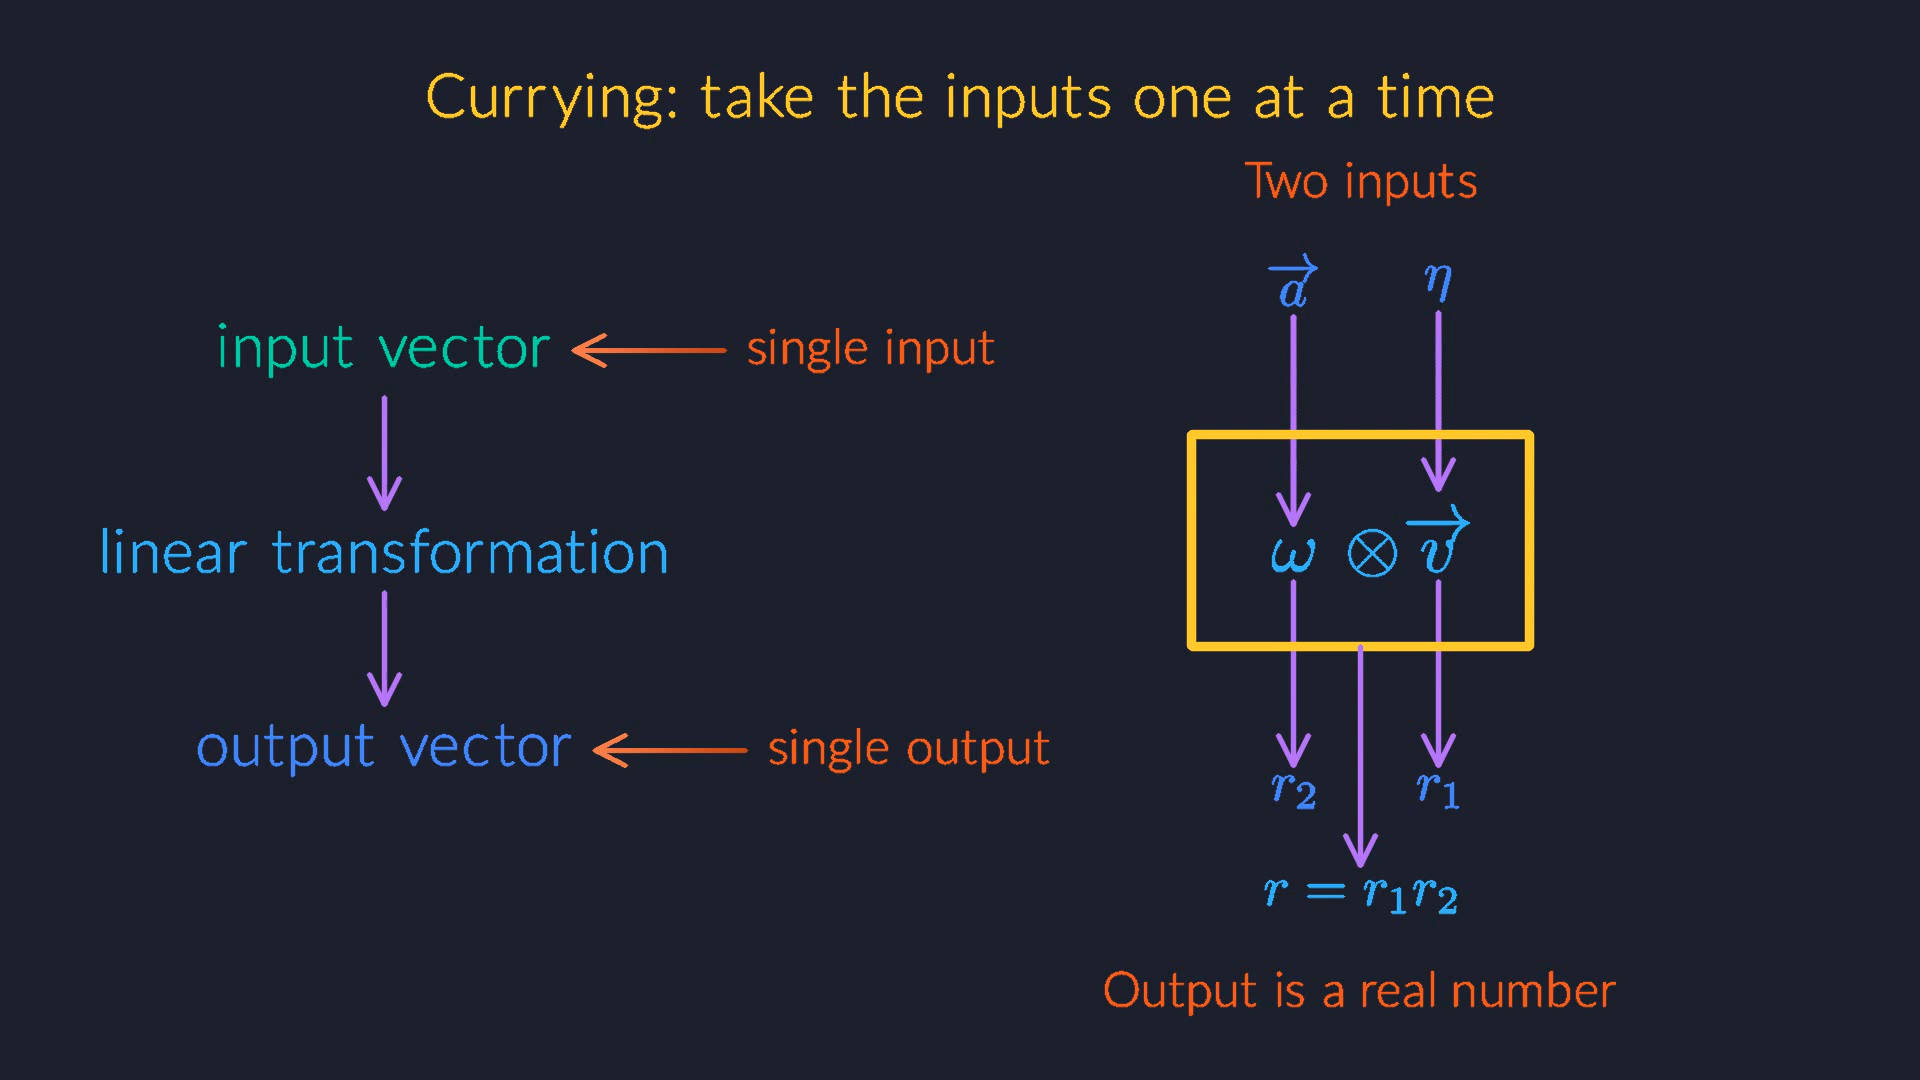 Currying: take the inputs one at a time
Two inputs
input vector
single input
linear transformation
output vector
single output
a⃗ η
ω ⊗ v⃗
r₂ r₁
r = r₁r₂
Output is a real number